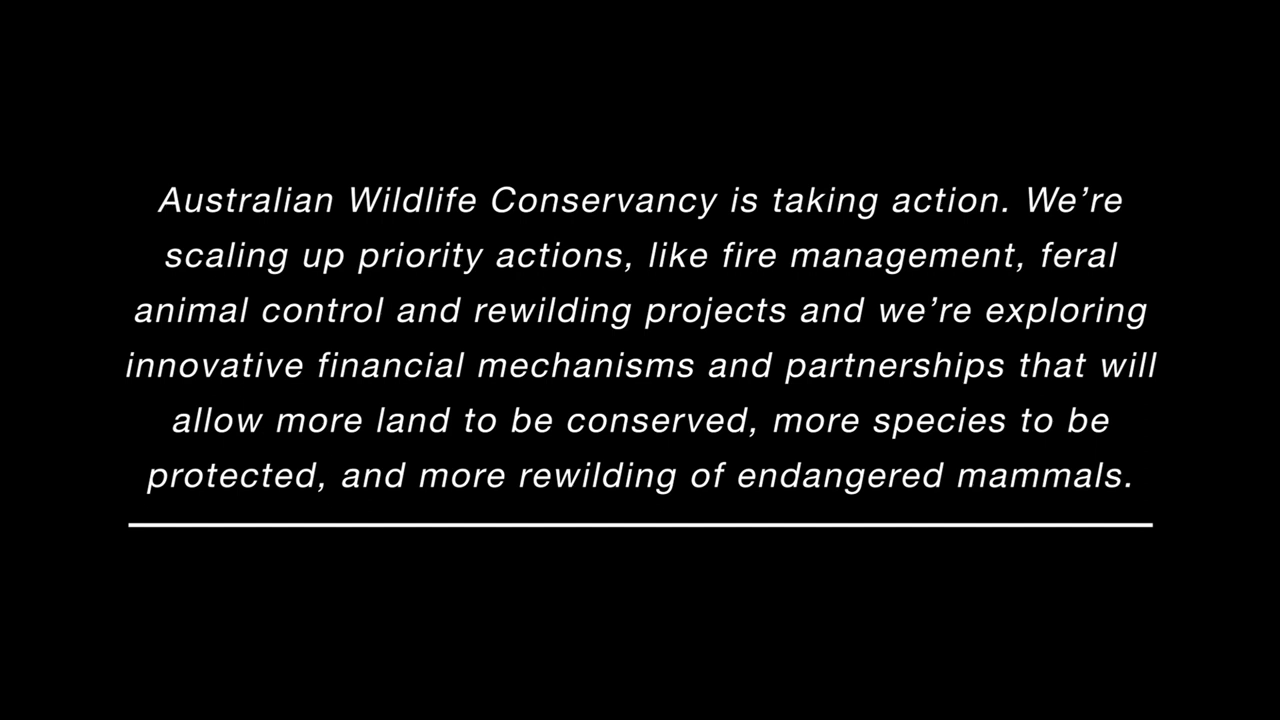 Australian Wildlife Conservancy is taking action. We’re
scaling up priority actions, like fire management, feral
animal control and rewilding projects and we’re exploring
innovative financial mechanisms and partnerships that will
allow more land to be conserved, more species to be
protected, and more rewilding of endangered mammals.